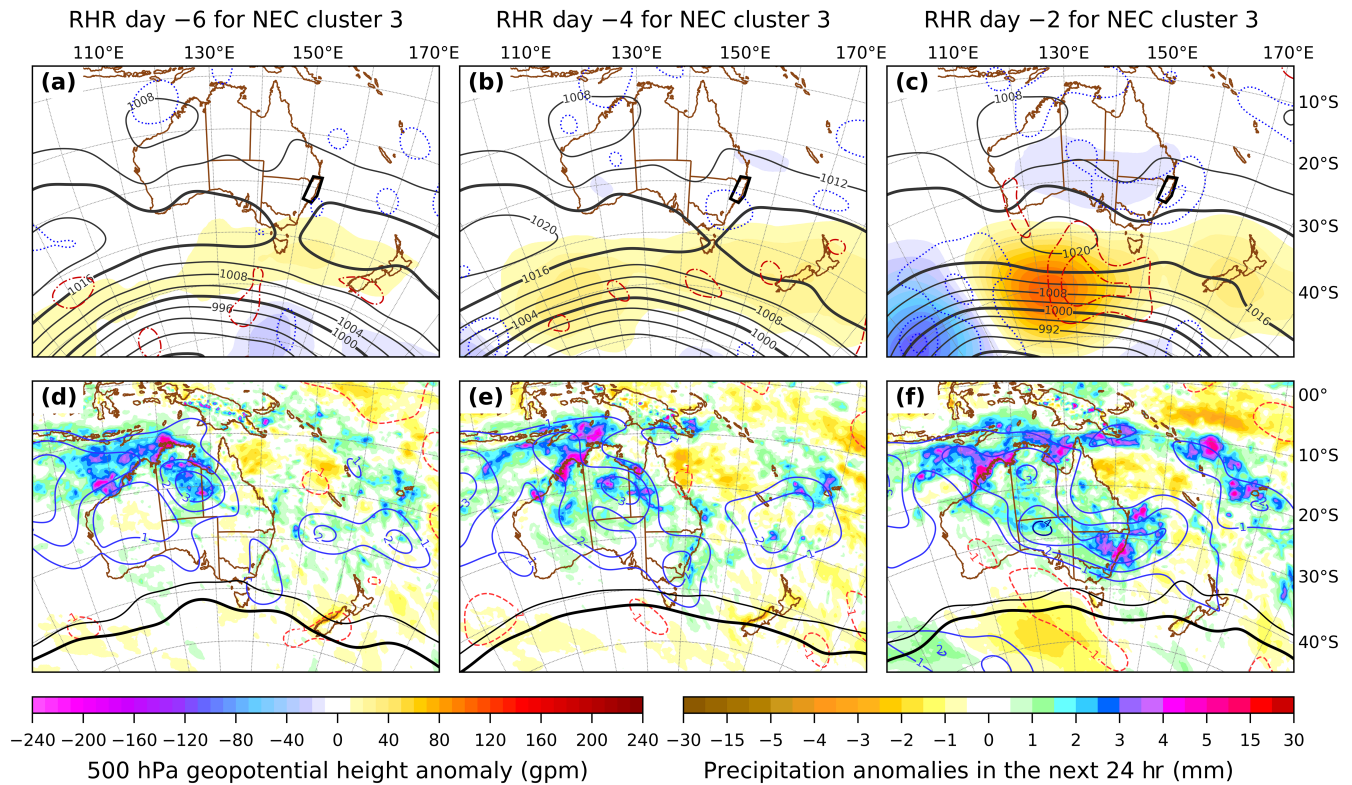 RHR day −6 for NEC cluster 3
RHR day −4 for NEC cluster 3
RHR day −2 for NEC cluster 3
110°E 130°E 150°E 170°E
110°E 130°E 150°E 170°E
110°E 130°E 150°E 170°E
(a)
1008
1016
1008
996
1004
1000
(b)
1008
1012
1020
1016
1004
1008
1000
(c)
1008
1020
1008
1000
992
1016
10°S
20°S
30°S
40°S
(d)
(e)
(f)
00°
10°S
20°S
30°S
40°S
−240 −200 −160 −120 −80 −40 0 40 80 120 160 200 240
500 hPa geopotential height anomaly (gpm)
−30 −15 −5 −4 −3 −2 −1 0 1 2 3 4 5 15 30
Precipitation anomalies in the next 24 hr (mm)